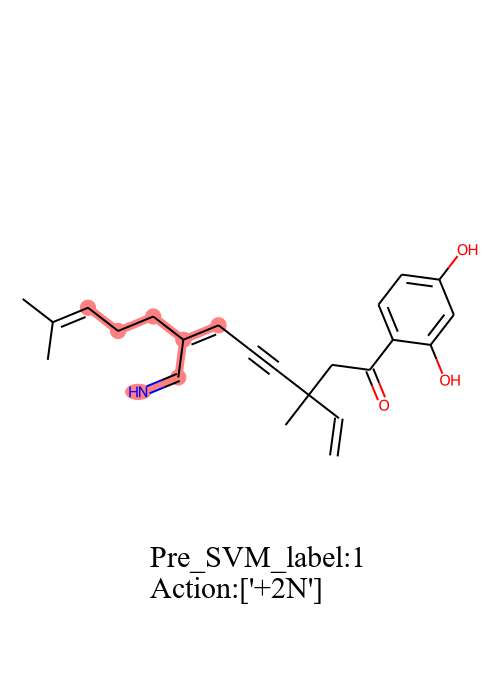 OH
OH
O
HN
Pre_SVM_label:1
Action:['+2N']